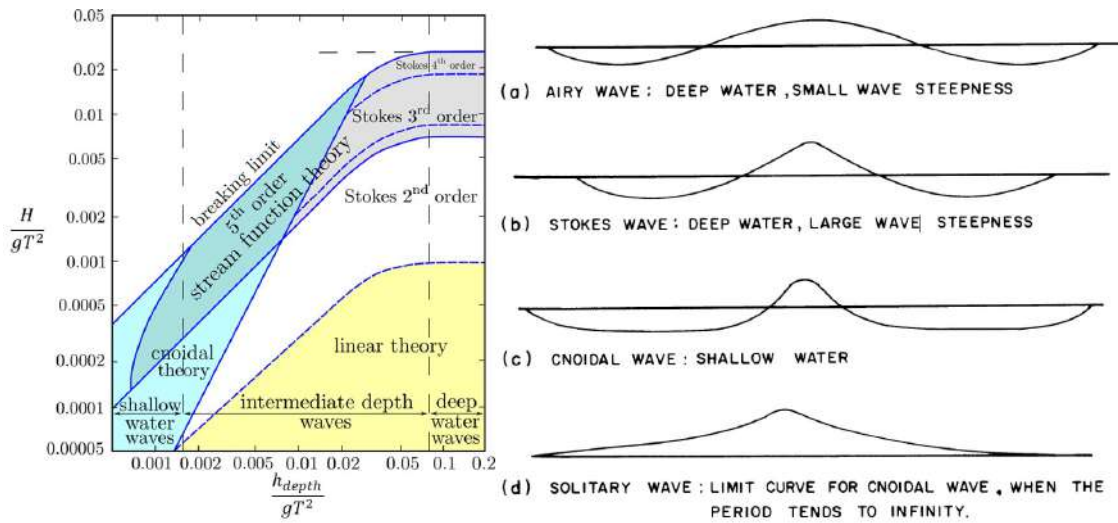 0.05
0.02
0.01
0.005
0.002
0.001
0.0005
0.0002
0.0001
0.00005
H
gT²
breaking limit
5th order
stream function theory
Stokes 4th order
Stokes 3rd order
Stokes 2nd order
cnoidal
theory
linear theory
shallow
water
waves
intermediate depth
waves
deep
water
waves
0.001 0.002 0.005 0.01 0.02 0.05 0.1 0.2
h_depth
gT²
(a) AIRY WAVE: DEEP WATER, SMALL WAVE STEEPNESS
(b) STOKES WAVE: DEEP WATER, LARGE WAVE STEEPNESS
(c) CNOIDAL WAVE: SHALLOW WATER
(d) SOLITARY WAVE: LIMIT CURVE FOR CNOIDAL WAVE, WHEN THE
PERIOD TENDS TO INFINITY.